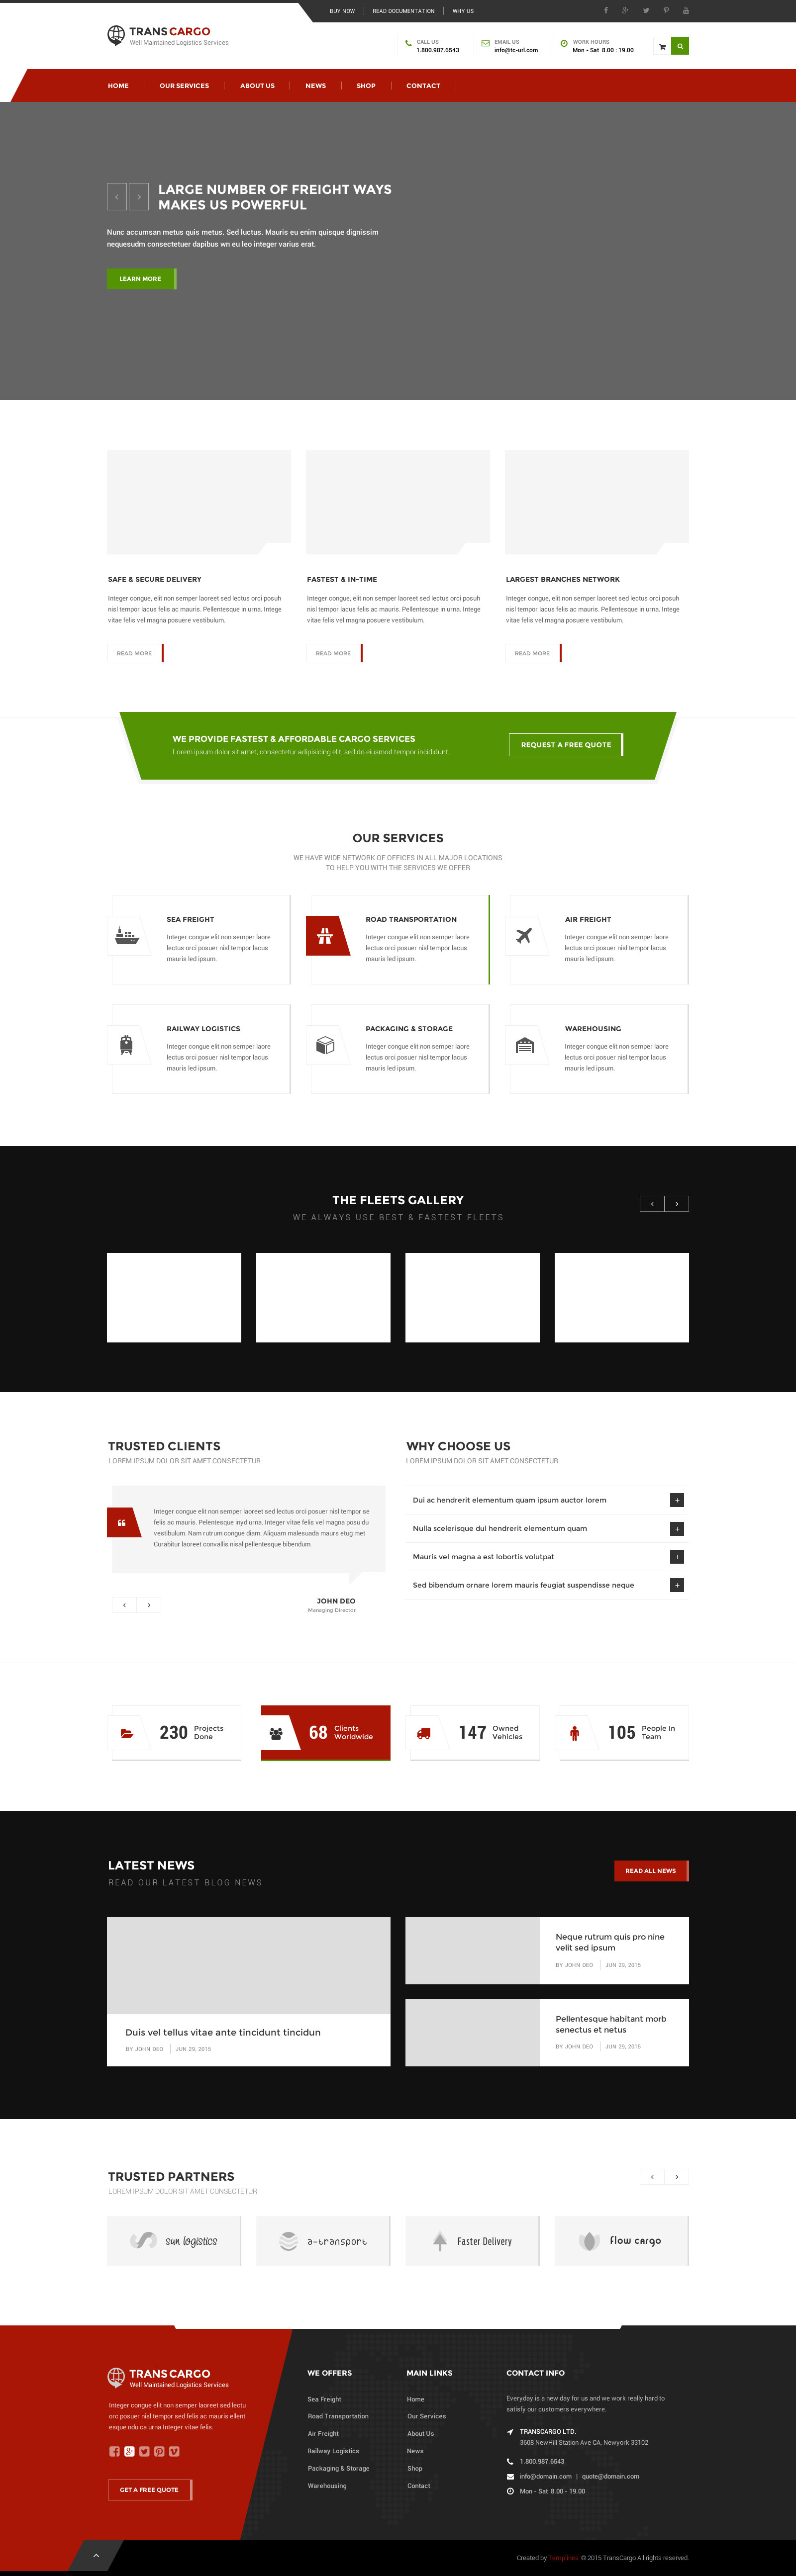 BUY NOW
READ DOCUMENTATION
WHY US
TRANSCARGO
Well Maintained Logistics Services
CALL US
1.800.987.6543
EMAIL US
info@tc-url.com
WORK HOURS
Mon - Sat 8.00 : 19.00
HOME
OUR SERVICES
ABOUT US
NEWS
SHOP
CONTACT
LARGE NUMBER OF FREIGHT WAYS
MAKES US POWERFUL
Nunc accumsan metus quis metus. Sed luctus. Mauris eu enim quisque dignissim
nequesudm consectetuer dapibus wn eu leo integer varius erat.
LEARN MORE
SAFE & SECURE DELIVERY
Integer congue, elit non semper laoreet sed lectus orci posuh
nisl tempor lacus felis ac mauris. Pellentesque in urna. Intege
vitae felis vel magna posuere vestibulum.
READ MORE
FASTEST & IN-TIME
Integer congue, elit non semper laoreet sed lectus orci posuh
nisl tempor lacus felis ac mauris. Pellentesque in urna. Intege
vitae felis vel magna posuere vestibulum.
READ MORE
LARGEST BRANCHES NETWORK
Integer congue, elit non semper laoreet sed lectus orci posuh
nisl tempor lacus felis ac mauris. Pellentesque in urna. Intege
vitae felis vel magna posuere vestibulum.
READ MORE
WE PROVIDE FASTEST & AFFORDABLE CARGO SERVICES
Lorem ipsum dolor sit amet, consectetur adipisicing elit, sed do eiusmod tempor incididunt
REQUEST A FREE QUOTE
OUR SERVICES
WE HAVE WIDE NETWORK OF OFFICES IN ALL MAJOR LOCATIONS
TO HELP YOU WITH THE SERVICES WE OFFER
SEA FREIGHT
Integer congue elit non semper laore
lectus orci posuer nisl tempor lacus
mauris led ipsum.
ROAD TRANSPORTATION
Integer congue elit non semper laore
lectus orci posuer nisl tempor lacus
mauris led ipsum.
AIR FREIGHT
Integer congue elit non semper laore
lectus orci posuer nisl tempor lacus
mauris led ipsum.
RAILWAY LOGISTICS
Integer congue elit non semper laore
lectus orci posuer nisl tempor lacus
mauris led ipsum.
PACKAGING & STORAGE
Integer congue elit non semper laore
lectus orci posuer nisl tempor lacus
mauris led ipsum.
WAREHOUSING
Integer congue elit non semper laore
lectus orci posuer nisl tempor lacus
mauris led ipsum.
THE FLEETS GALLERY
WE ALWAYS USE BEST & FASTEST FLEETS
TRUSTED CLIENTS
LOREM IPSUM DOLOR SIT AMET CONSECTETUR
Integer congue elit non semper laoreet sed lectus orci posuer nisl tempor se
felis ac mauris. Pelentesque inyd urna. Integer vitae felis vel magna posu du
vestibulum. Nam rutrum congue diam. Aliquam malesuada maurs etug met
Curabitur laoreet convallis nisal pellentesque bibendum.
JOHN DEO
Managing Director
WHY CHOOSE US
LOREM IPSUM DOLOR SIT AMET CONSECTETUR
Dui ac hendrerit elementum quam ipsum auctor lorem
Nulla scelerisque dul hendrerit elementum quam
Mauris vel magna a est lobortis volutpat
Sed bibendum ornare lorem mauris feugiat suspendisse neque
230 Projects
Done
68 Clients
Worldwide
147 Owned
Vehicles
105 People In
Team
LATEST NEWS
READ OUR LATEST BLOG NEWS
READ ALL NEWS
Duis vel tellus vitae ante tincidunt tincidun
BY JOHN DEO
JUN 29, 2015
Neque rutrum quis pro nine
velit sed ipsum
BY JOHN DEO
JUN 29, 2015
Pellentesque habitant morb
senectus et netus
BY JOHN DEO
JUN 29, 2015
TRUSTED PARTNERS
LOREM IPSUM DOLOR SIT AMET CONSECTETUR
sun logistics
a-transport
Faster Delivery
flow cargo
TRANSCARGO
Well Maintained Logistics Services
Integer congue elit non semper laoreet sed lectu
orc posuer nisl tempor sed felis ac mauris ellent
esque ndu ca urna Integer vitae felis.
GET A FREE QUOTE
WE OFFERS
Sea Freight
Road Transportation
Air Freight
Railway Logistics
Packaging & Storage
Warehousing
MAIN LINKS
Home
Our Services
About Us
News
Shop
Contact
CONTACT INFO
Everyday is a new day for us and we work really hard to
satisfy our customers everywhere.
TRANSCARGO LTD.
3608 NewHill Station Ave CA, Newyork 33102
1.800.987.6543
info@domain.com | quote@domain.com
Mon - Sat 8.00 - 19.00
Created by Templines © 2015 TransCargo All rights reserved.